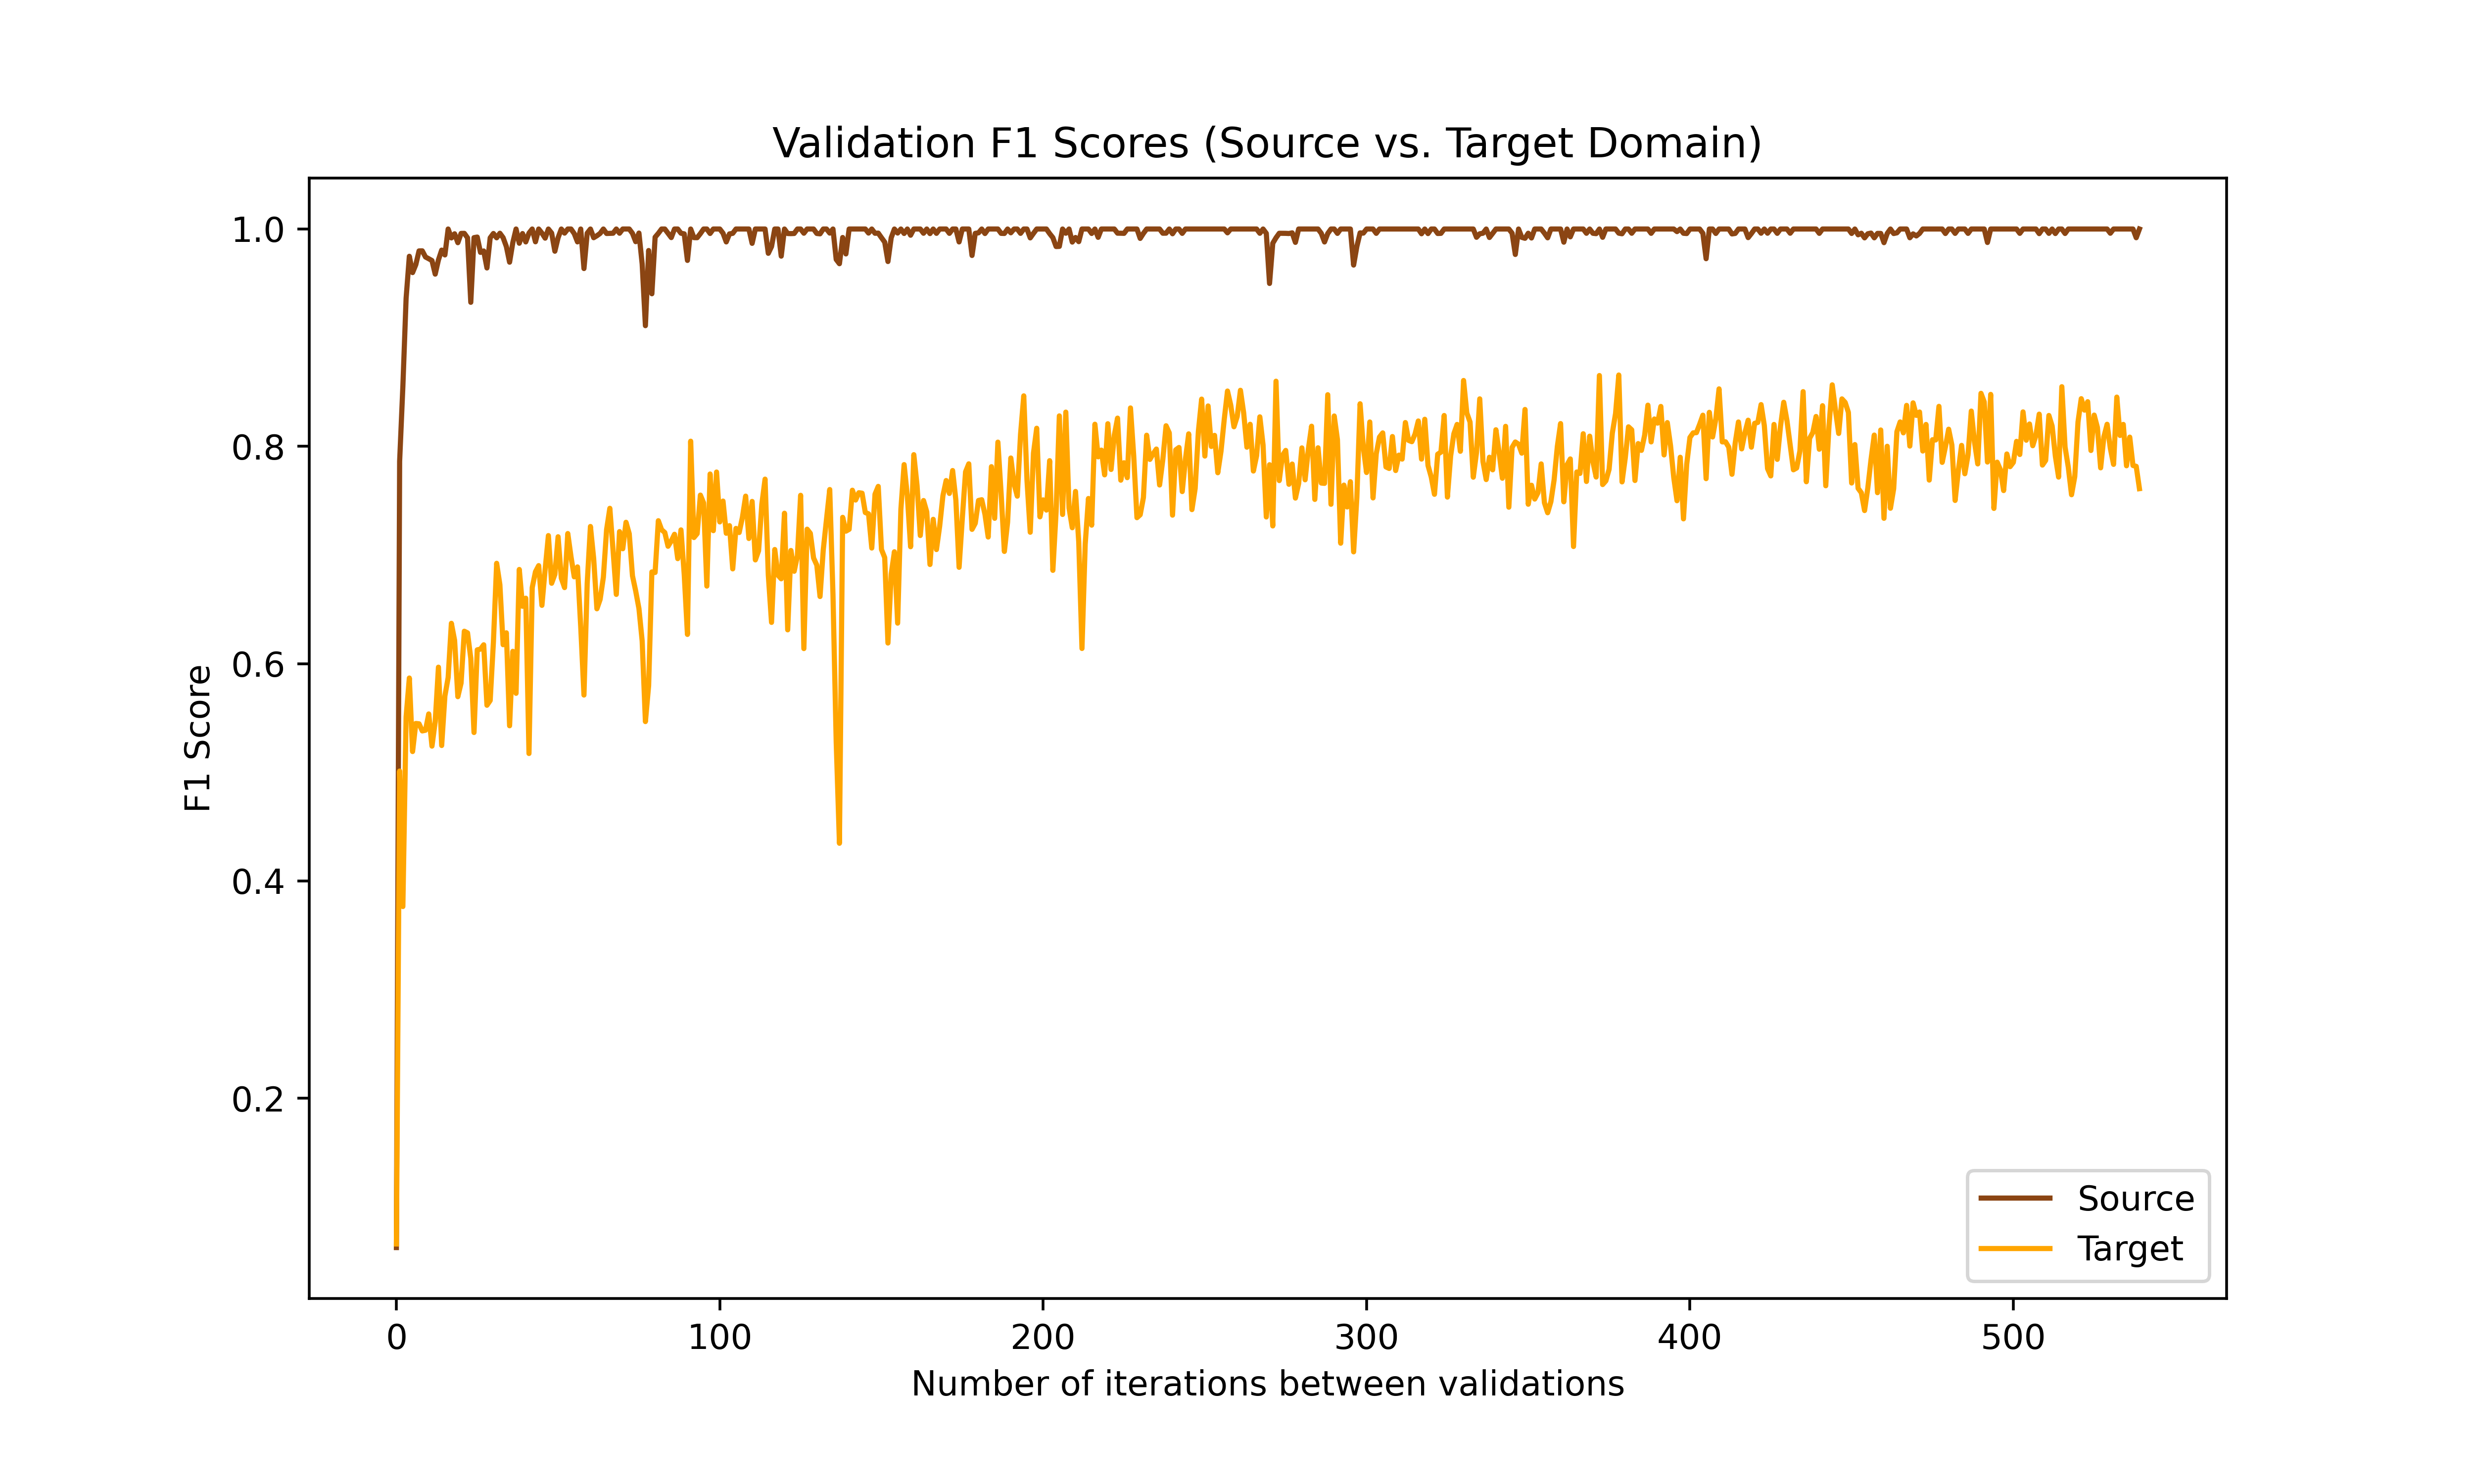 Validation F1 Scores (Source vs. Target Domain)
1.0
0.8
0.6
0.4
0.2
F1 Score
0 100 200 300 400 500
Number of iterations between validations
Source
Target